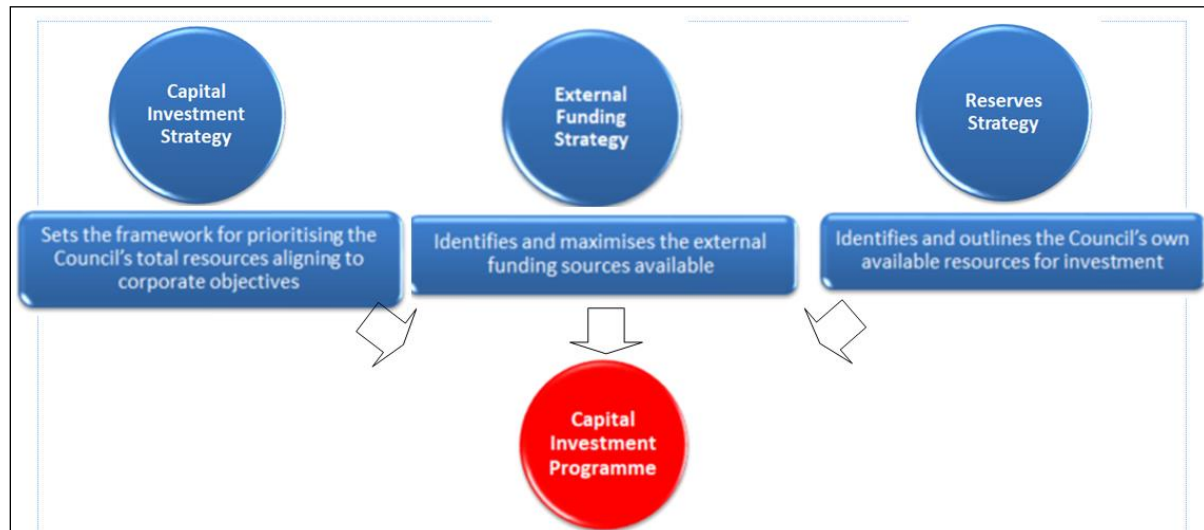 Capital
Investment
Strategy
Sets the framework for prioritising the
Council's total resources aligning to
corporate objectives
External
Funding
Strategy
Identifies and maximises the external
funding sources available
Reserves
Strategy
Identifies and outlines the Council's own
available resources for investment
Capital
Investment
Programme